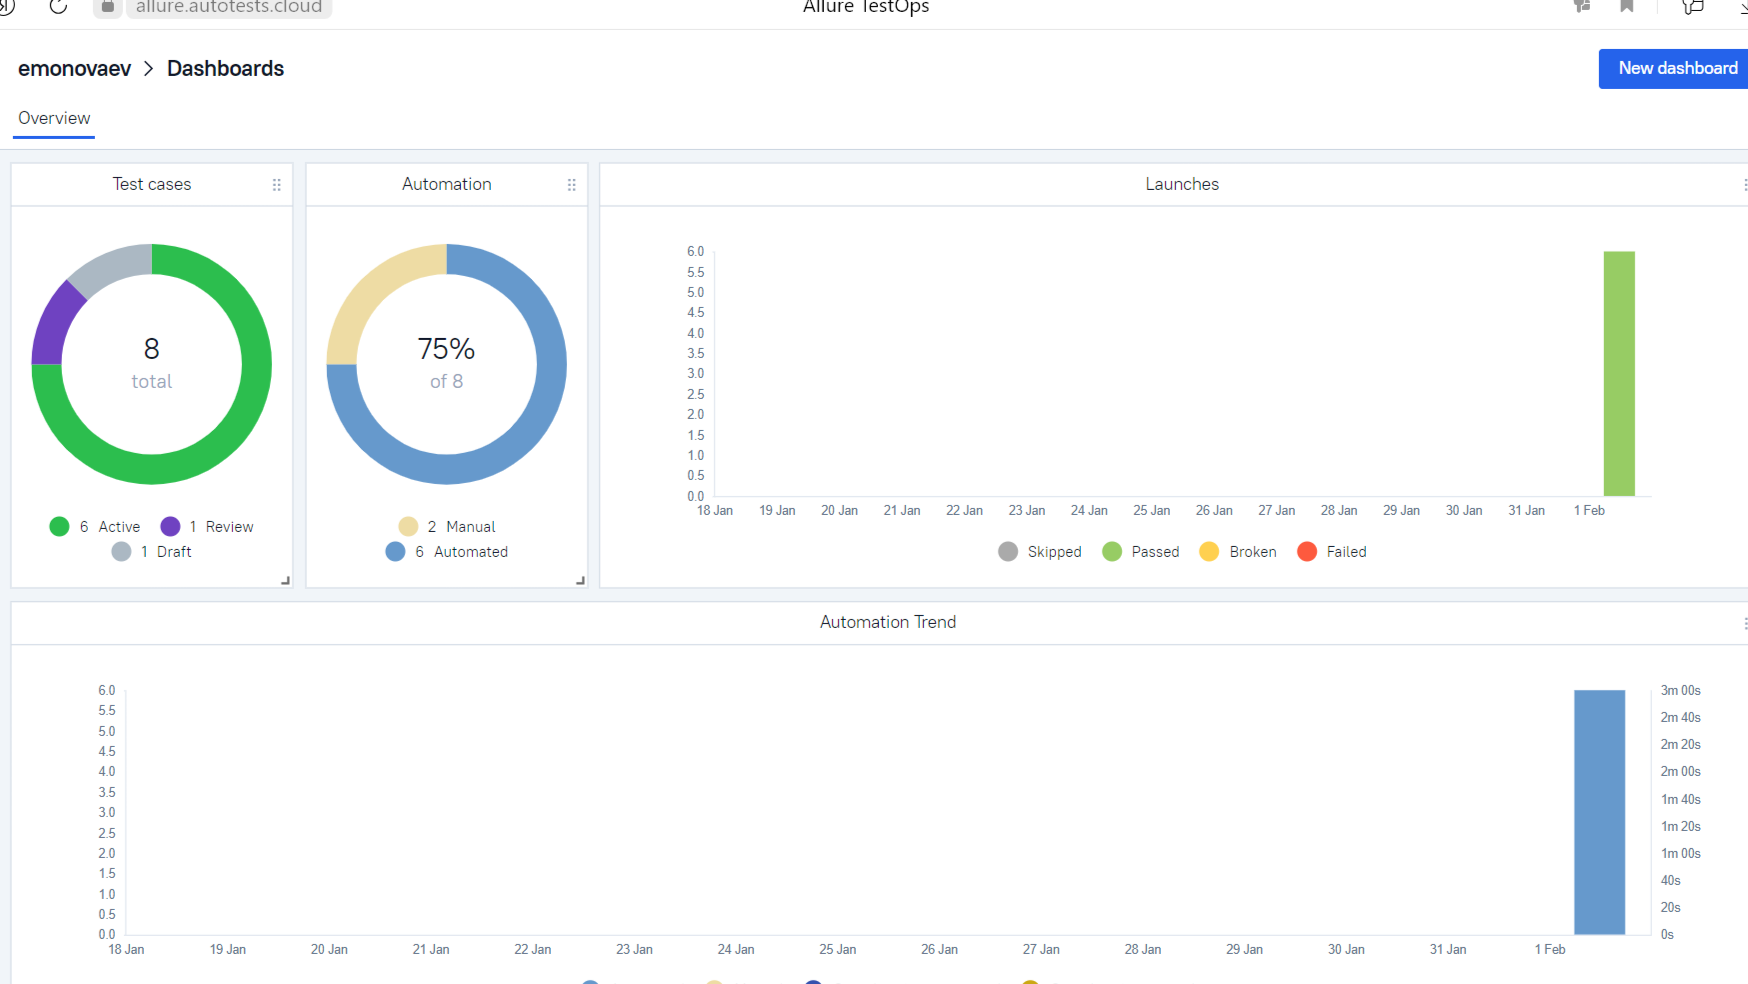 allure.autotests.cloud
Allure TestOps
emonovaev > Dashboards
New dashboard
Overview
Test cases
8
total
6 Active 1 Review
1 Draft
Automation
75%
of 8
2 Manual
6 Automated
Launches
6.0
5.5
5.0
4.5
4.0
3.5
3.0
2.5
2.0
1.5
1.0
0.5
0.0
18 Jan 19 Jan 20 Jan 21 Jan 22 Jan 23 Jan 24 Jan 25 Jan 26 Jan 27 Jan 28 Jan 29 Jan 30 Jan 31 Jan 1 Feb
Skipped Passed Broken Failed
Automation Trend
6.0
5.5
5.0
4.5
4.0
3.5
3.0
2.5
2.0
1.5
1.0
0.5
0.0
3m 00s
2m 40s
2m 20s
2m 00s
1m 40s
1m 20s
1m 00s
40s
20s
0s
18 Jan 19 Jan 20 Jan 21 Jan 22 Jan 23 Jan 24 Jan 25 Jan 26 Jan 27 Jan 28 Jan 29 Jan 30 Jan 31 Jan 1 Feb